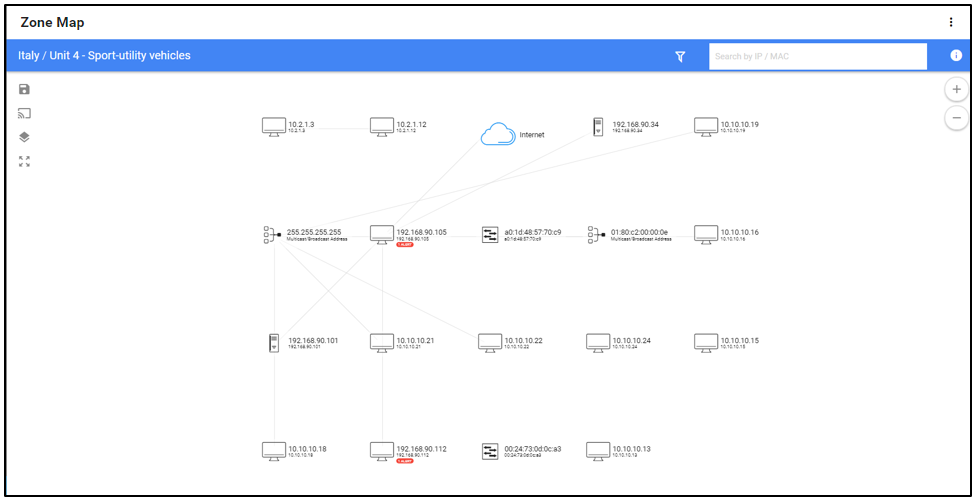 Zone Map
Italy / Unit 4 - Sport-utility vehicles
Search by IP / MAC
10.2.1.3
10.2.1.3
10.2.1.12
10.2.1.12
Internet
192.168.90.34
192.168.90.34
10.10.10.19
10.10.10.19
255.255.255.255
Multicast/Broadcast Address
192.168.90.105
192.168.90.105
1 ALERT
a0:1d:48:57:70:c9
a0:1d:48:57:70:c9
01:80:c2:00:00:0e
Multicast/Broadcast Address
10.10.10.16
10.10.10.16
192.168.90.101
192.168.90.101
10.10.10.21
10.10.10.21
10.10.10.22
10.10.10.22
10.10.10.24
10.10.10.24
10.10.10.15
10.10.10.15
10.10.10.18
10.10.10.18
192.168.90.112
192.168.90.112
1 ALERT
00:24:73:0d:0c:a3
00:24:73:0d:0c:a3
10.10.10.13
10.10.10.13